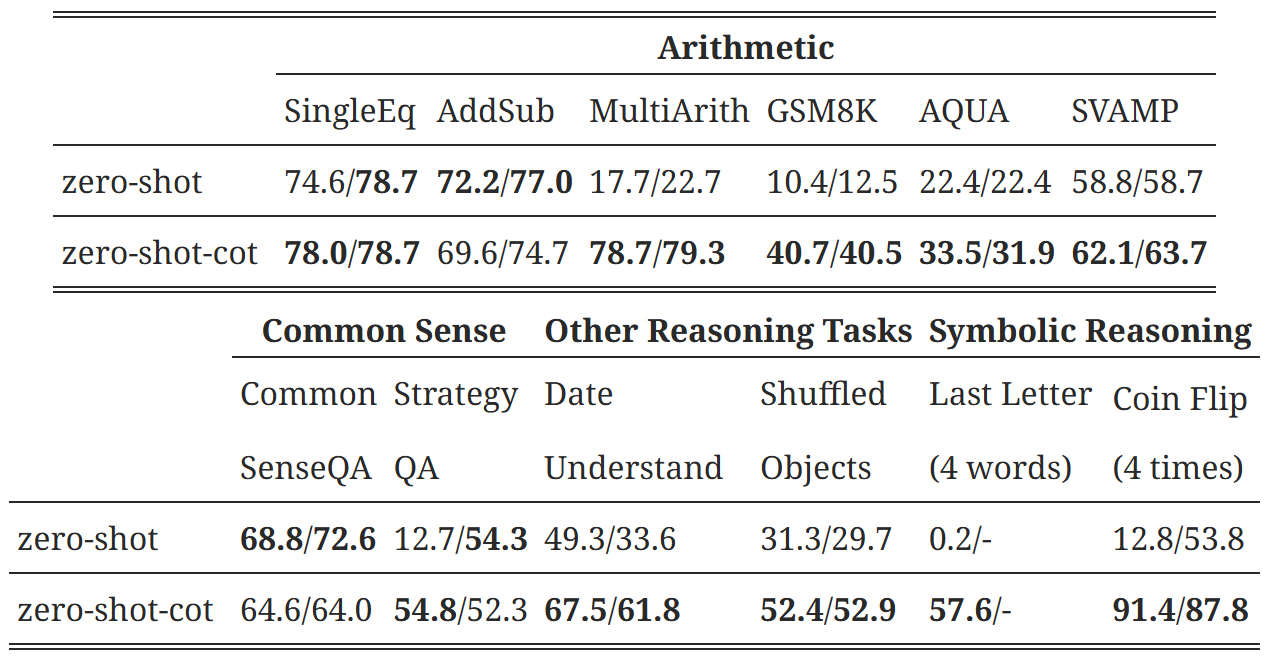 Arithmetic
SingleEq AddSub MultiArith GSM8K AQUA SVAMP
zero-shot 74.6/78.7 72.2/77.0 17.7/22.7 10.4/12.5 22.4/22.4 58.8/58.7
zero-shot-cot 78.0/78.7 69.6/74.7 78.7/79.3 40.7/40.5 33.5/31.9 62.1/63.7
Common Sense Other Reasoning Tasks Symbolic Reasoning
Common Strategy Date Shuffled Last Letter Coin Flip
SenseQA QA Understand Objects (4 words) (4 times)
zero-shot 68.8/72.6 12.7/54.3 49.3/33.6 31.3/29.7 0.2/- 12.8/53.8
zero-shot-cot 64.6/64.0 54.8/52.3 67.5/61.8 52.4/52.9 57.6/- 91.4/87.8